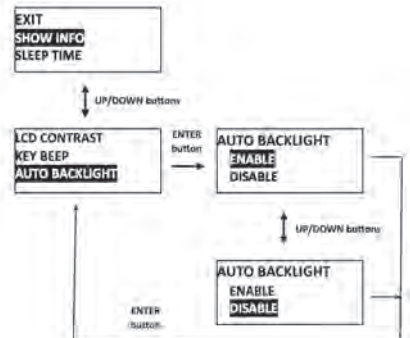 EXIT
SHOW INFO
SLEEP TIME
UP/DOWN buttons
LCD CONTRAST
KEY BEEP
AUTO BACKLIGHT
ENTER
button
AUTO BACKLIGHT
ENABLE
DISABLE
UP/DOWN buttons
AUTO BACKLIGHT
ENABLE
DISABLE
ENTER
button